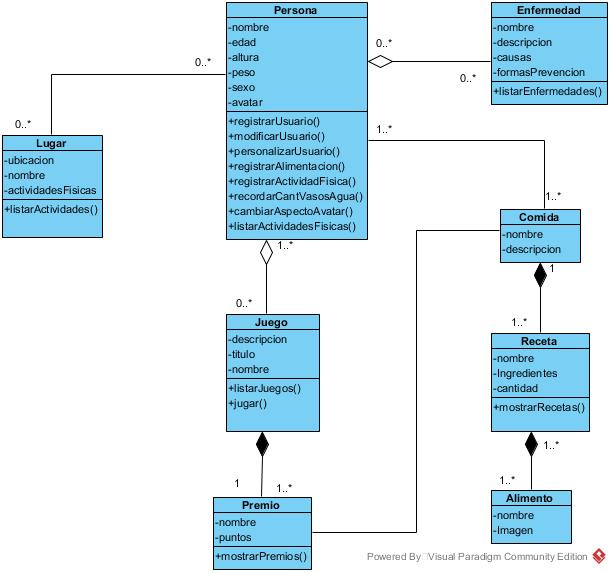 Persona
-nombre
-edad
-altura
-peso
-sexo
-avatar
+registrarUsuario()
+modificarUsuario()
+personalizarUsuario()
+registrarAlimentacion()
+registrarActividadFisica()
+recordarCantVasosAgua()
+cambiarAspectoAvatar()
+listarActividadesFisicas()
Enfermedad
-nombre
-descripcion
-causas
-formasPrevencion
+listarEnfermedades()
0..*
0..*
0..*
0..*
Lugar
-ubicacion
-nombre
-actividadesFisicas
+listarActividades()
1..*
1..*
Comida
-nombre
-descripcion
1..*
0..*
1
1..*
Juego
-descripcion
-titulo
-nombre
+listarJuegos()
+jugar()
Receta
-nombre
-Ingredientes
-cantidad
+mostrarRecetas()
1
1..*
1..*
1..*
Premio
-nombre
-puntos
+mostrarPremios()
Alimento
-nombre
-Imagen
Powered By Visual Paradigm Community Edition